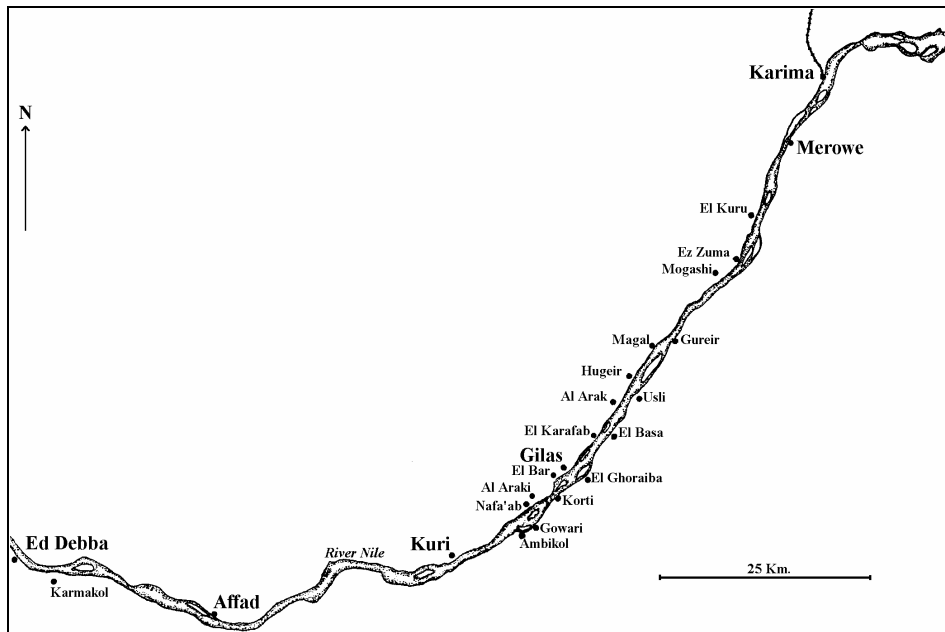 Karima
N
Merowe
El Kuru
Ez Zuma
Mogashi
Magal
Gureir
Hugeir
Al Arak
Usli
El Karafab
El Basa
Gilas
El Bar
El Ghoraiba
Al Araki
Korti
Nafa'ab
Gowari
Ambikol
Ed Debba
Kuri
River Nile
25 Km.
Karmakol
Affad